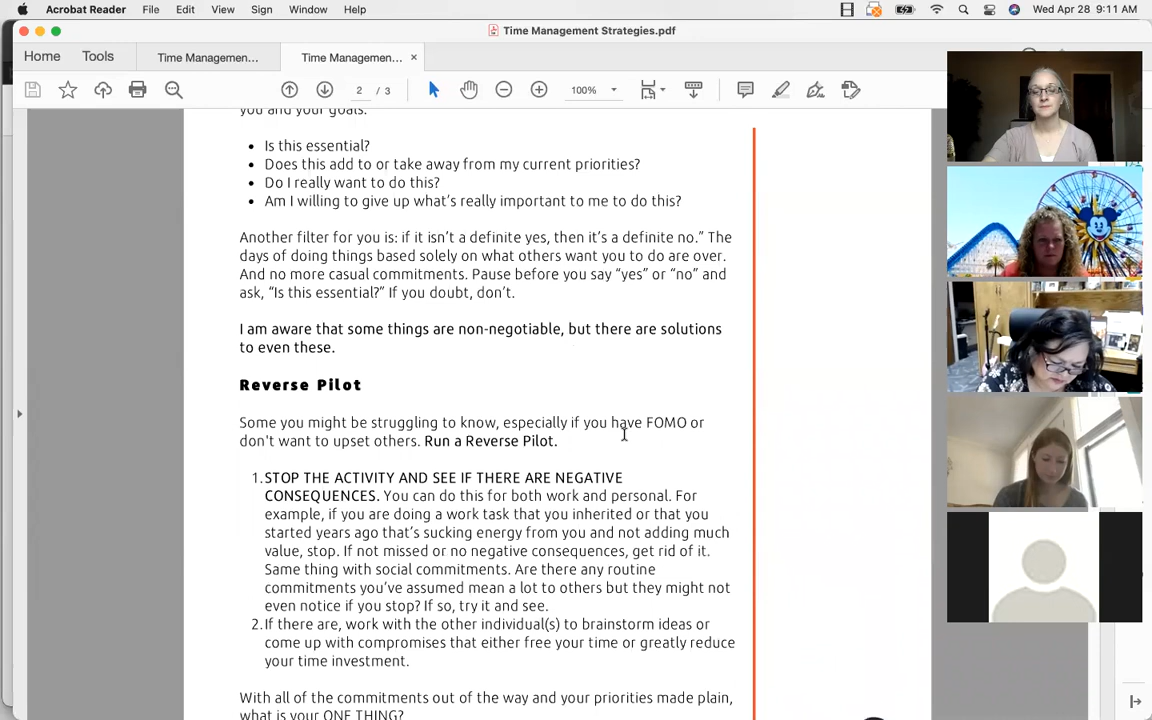 Acrobat Reader File Edit View Sign Window Help Wed Apr 28 9:11 AM
Time Management Strategies.pdf
Home Tools Time Managemen... Time Managemen... ×
2 / 3 100%
you and your goals.
• Is this essential?
• Does this add to or take away from my current priorities?
• Do I really want to do this?
• Am I willing to give up what's really important to me to do this?
Another filter for you is: if it isn't a definite yes, then it's a definite no.” The
days of doing things based solely on what others want you to do are over.
And no more casual commitments. Pause before you say “yes” or “no” and
ask, “Is this essential?” If you doubt, don't.
I am aware that some things are non-negotiable, but there are solutions
to even these.
Reverse Pilot
Some you might be struggling to know, especially if you have FOMO or
don't want to upset others. Run a Reverse Pilot.
1. STOP THE ACTIVITY AND SEE IF THERE ARE NEGATIVE
CONSEQUENCES. You can do this for both work and personal. For
example, if you are doing a work task that you inherited or that you
started years ago that's sucking energy from you and not adding much
value, stop. If not missed or no negative consequences, get rid of it.
Same thing with social commitments. Are there any routine
commitments you've assumed mean a lot to others but they might not
even notice if you stop? If so, try it and see.
2. If there are, work with the other individual(s) to brainstorm ideas or
come up with compromises that either free your time or greatly reduce
your time investment.
With all of the commitments out of the way and your priorities made plain,
what is your ONE THING?